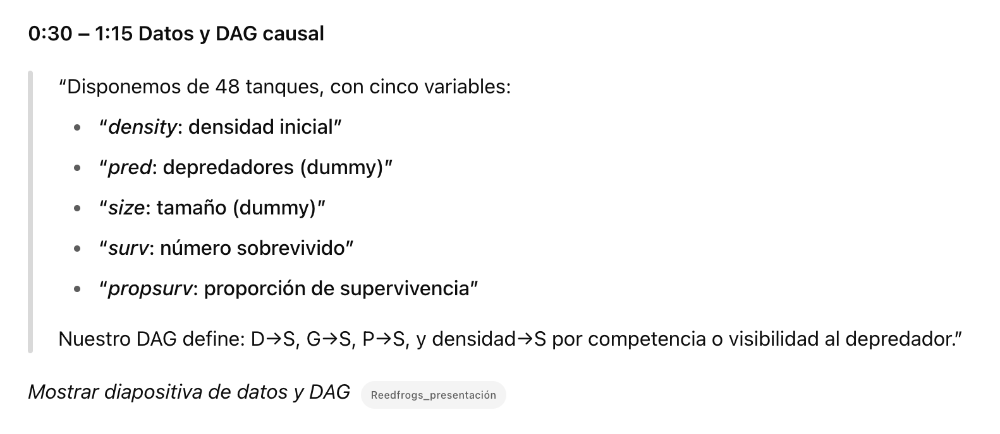 0:30 – 1:15 Datos y DAG causal
“Disponemos de 48 tanques, con cinco variables:
• “density: densidad inicial”
• “pred: depredadores (dummy)”
• “size: tamaño (dummy)”
• “surv: número sobrevivido”
• “propsurv: proporción de supervivencia”
Nuestro DAG define: D→S, G→S, P→S, y densidad→S por competencia o visibilidad al depredador.”
Mostrar diapositiva de datos y DAG Reedfrogs_presentación